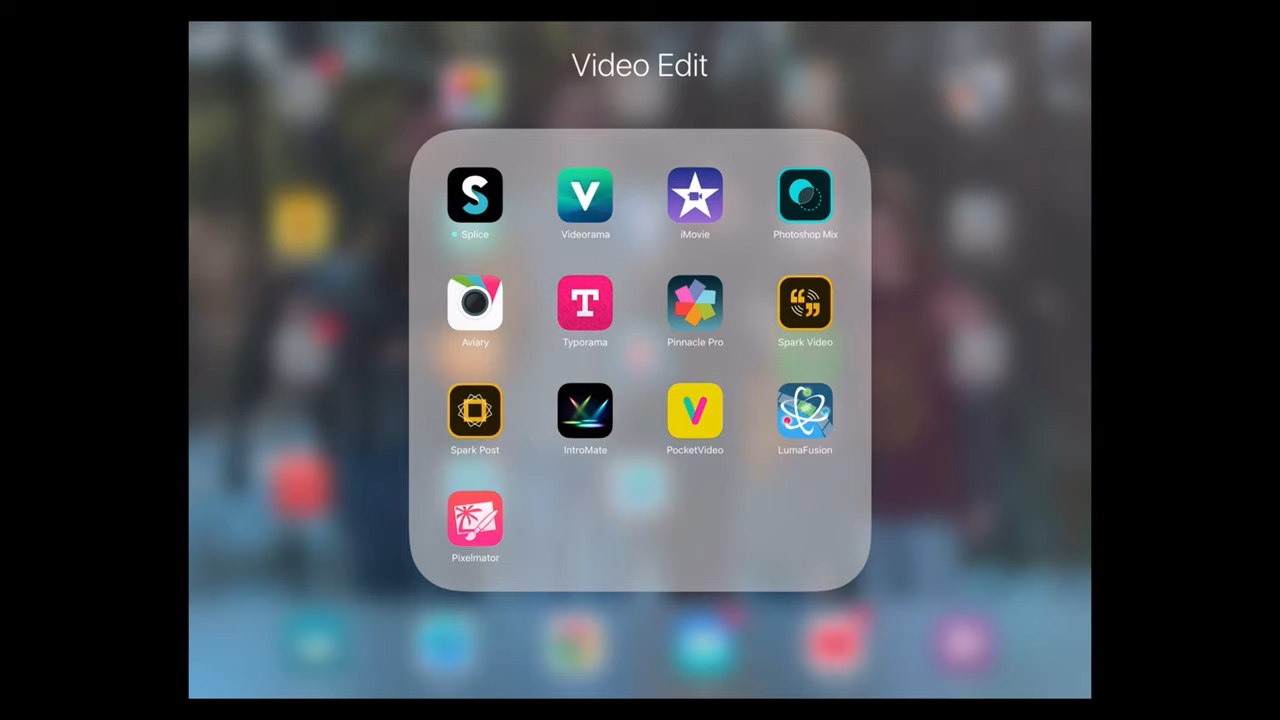 Video Edit
Splice
Videorama
iMovie
Photoshop Mix
Aviary
Typorama
Pinnacle Pro
Spark Video
Spark Post
IntroMate
PocketVideo
LumaFusion
Pixelmator